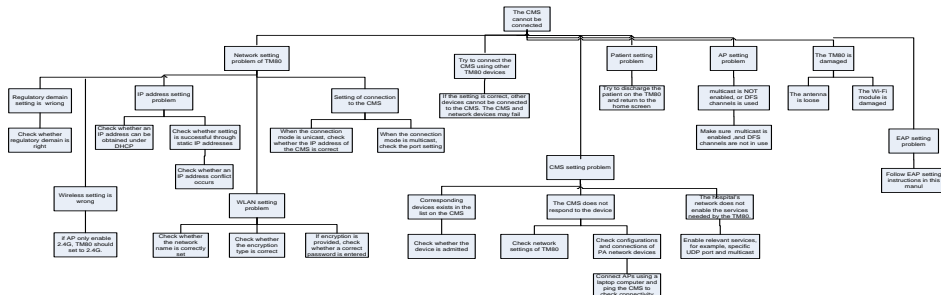 The CMS
cannot be
connected
Network setting
problem of TM80
Try to connect the
CMS using other
TM80 devices
Patient setting
problem
AP setting
problem
The TM80 is
damaged
Regulatory domain
setting is wrong
IP address setting
problem
Setting of connection
to the CMS
If the setting is correct, other
devices cannot be connected
to the CMS. The CMS and
network devices may fail
Try to discharge the
patient on the TM80
and return to the
home screen
multicast is NOT
enabled, or DFS
channels is used
The antenna
is loose
The Wi-Fi
module is
damaged
Check whether
regulatory domain is
right
Check whether an
IP address can be
obtained under
DHCP
Check whether setting
is successful through
static IP addresses
When the connection
mode is unicast, check
whether the IP address of
the CMS is correct
When the connection
mode is multicast,
check the port setting
Make sure multicast is
enabled ,and DFS
channels are not in use
EAP setting
problem
Check whether an
IP address conflict
occurs
CMS setting problem
Follow EAP setting
instructions in this
manul
Wireless setting is
wrong
WLAN setting
problem
Corresponding
devices exists in the
list on the CMS
The CMS does not
respond to the device
The hospital's
network does not
enable the services
needed by the TM80
If AP only enable
2.4G, TM80 should
set to 2.4G.
Check whether
the network
name is correctly
set
Check whether
the encryption
type is correct
If encryption is
provided, check
whether a correct
password is entered
Check whether the
device is admitted
Check network
settings of TM80
Check configurations
and connections of
PA network devices
Enable relevant services,
for example, specific
UDP port and multicast
Connect APs using a
laptop computer and
ping the CMS to
check connectivity